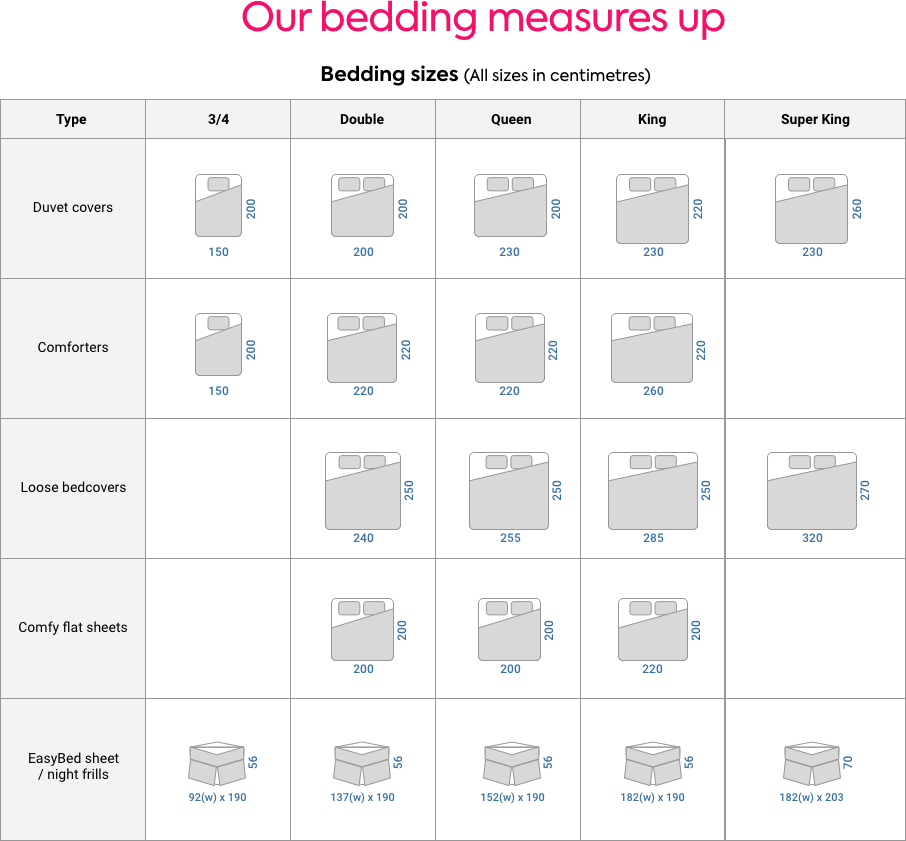 Our bedding measures up
Bedding sizes (All sizes in centimetres)
Type 3/4 Double Queen King Super King
Duvet covers
200 200 200 220 260
150 200 230 230 230
Comforters
200 220 220 220
150 220 220 260
Loose bedcovers
250 250 250 270
240 255 285 320
Comfy flat sheets
200 200 200
200 200 220
EasyBed sheet
/ night frills
56 56 56 56 70
92(w) x 190 137(w) x 190 152(w) x 190 182(w) x 190 182(w) x 203